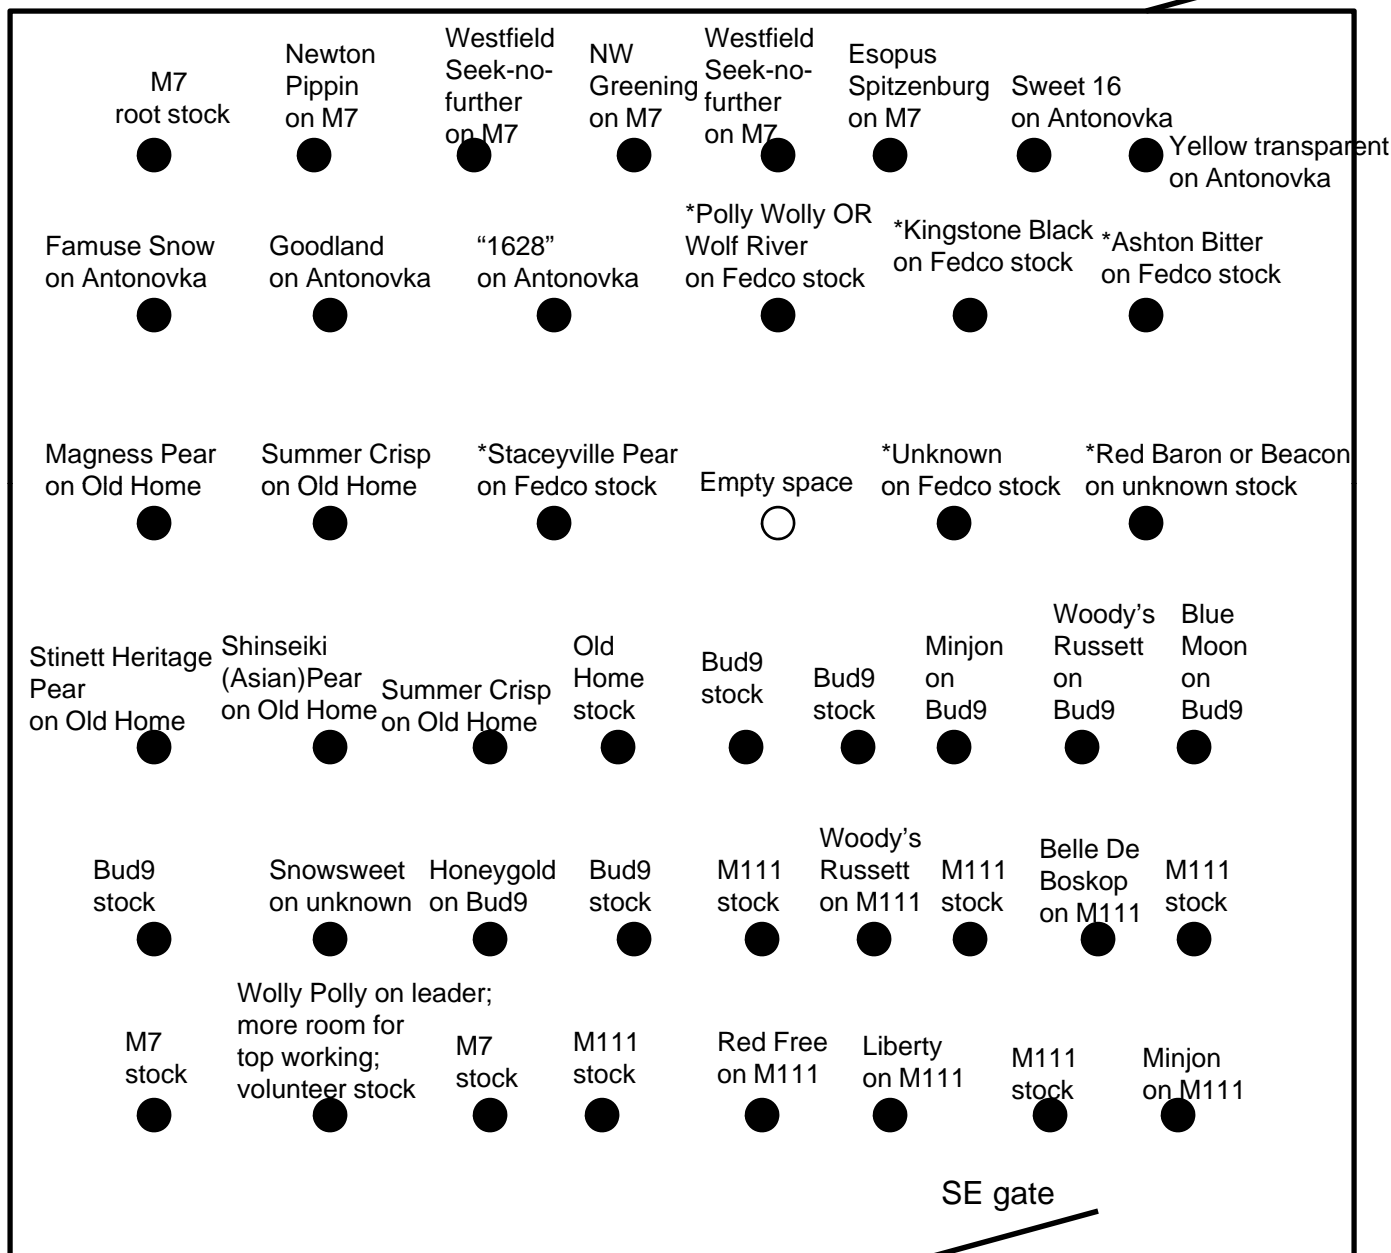 M7
root stock
Newton
Pippin
on M7
Westfield
Seek-no-
further
on M7
NW
Greening
on M7
Westfield
Seek-no-
further
on M7
Esopus
Spitzenburg
on M7
Sweet 16
on Antonovka
Yellow transparent
on Antonovka
Famuse Snow
on Antonovka
Goodland
on Antonovka
“1628”
on Antonovka
*Polly Wolly OR
Wolf River
on Fedco stock
*Kingstone Black
on Fedco stock
*Ashton Bitter
on Fedco stock
Magness Pear
on Old Home
Summer Crisp
on Old Home
*Staceyville Pear
on Fedco stock
Empty space
*Unknown
on Fedco stock
*Red Baron or Beacon
on unknown stock
Stinett Heritage
Pear
on Old Home
Shinseiki
(Asian)Pear
on Old Home
Summer Crisp
on Old Home
Old
Home
stock
Bud9
stock
Bud9
stock
Minjon
on
Bud9
Woody’s
Russett
on
Bud9
Blue
Moon
on
Bud9
Bud9
stock
Snowsweet
on unknown
Honeygold
on Bud9
Bud9
stock
M111
stock
Woody’s
Russett
on M111
M111
stock
Belle De
Boskop
on M111
M111
stock
M7
stock
Wolly Polly on leader;
more room for
top working;
volunteer stock
M7
stock
M111
stock
Red Free
on M111
Liberty
on M111
M111
stock
Minjon
on M111
SE gate